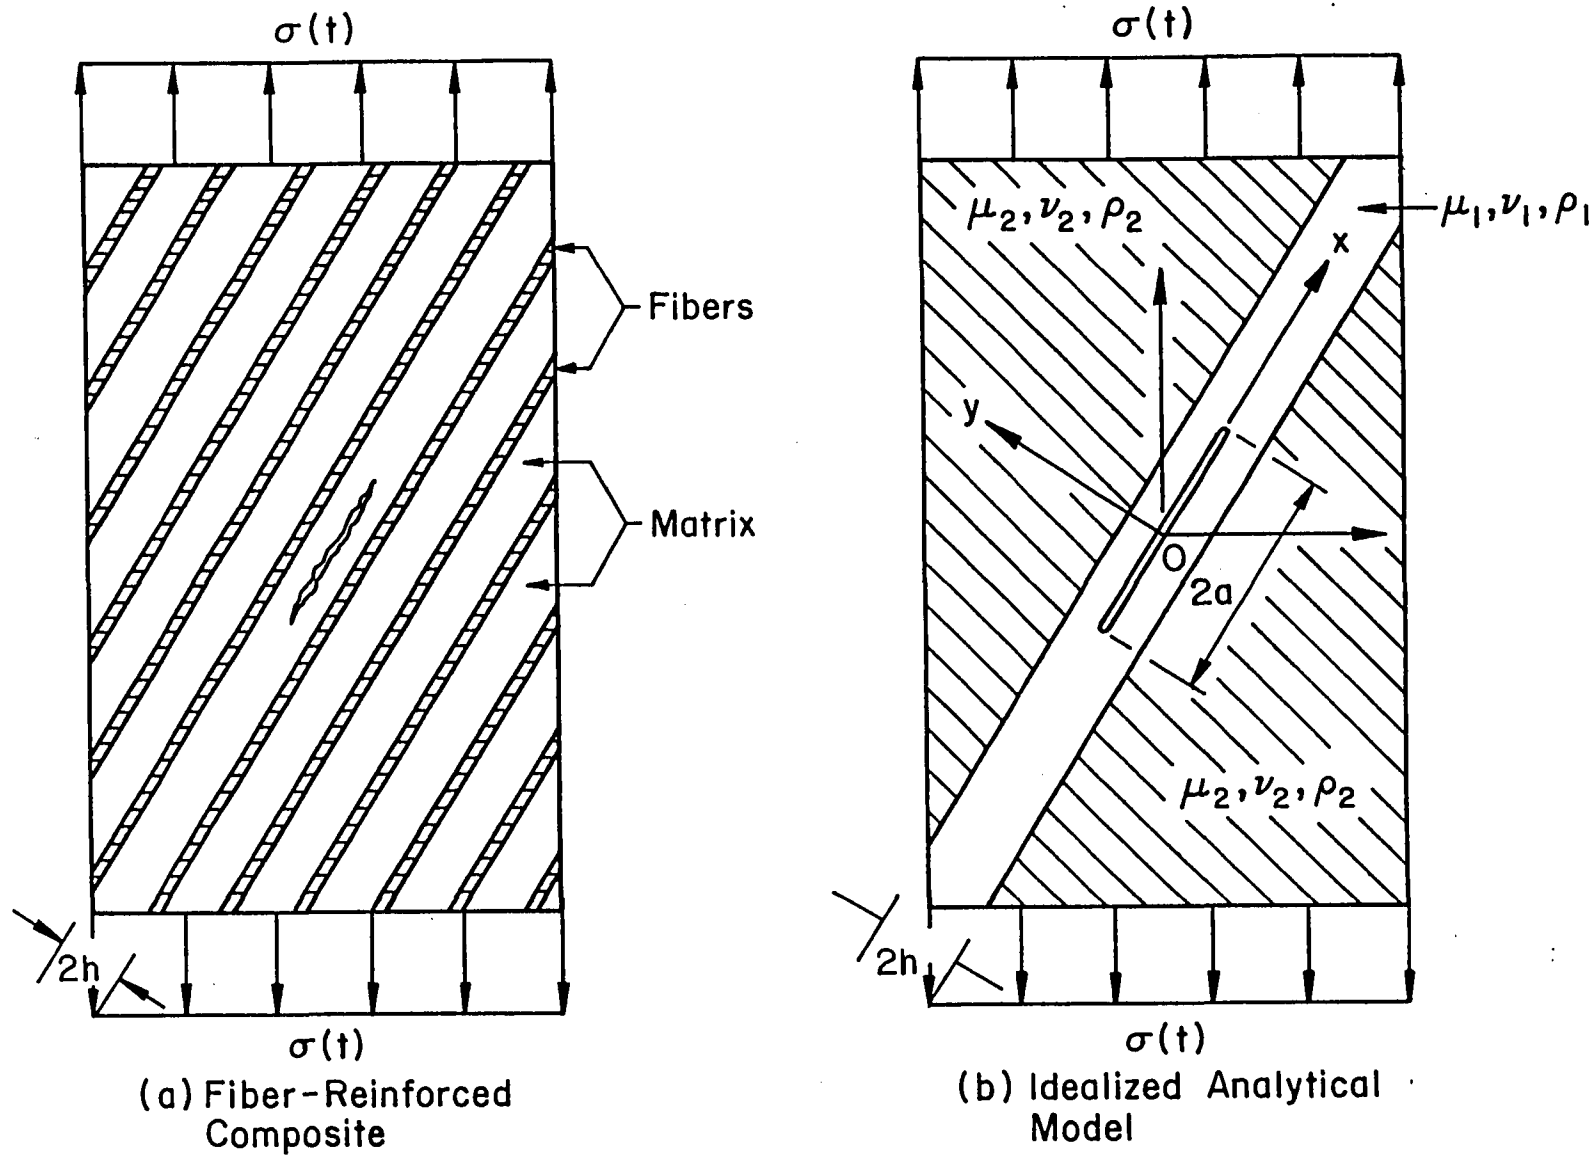 σ(t)
Fibers
Matrix
2h
σ(t)
(a) Fiber-Reinforced
Composite
σ(t)
μ₂, ν₂, ρ₂
μ₁, ν₁, ρ₁
x
y
O
2a
μ₂, ν₂, ρ₂
2h
σ(t)
(b) Idealized Analytical
Model